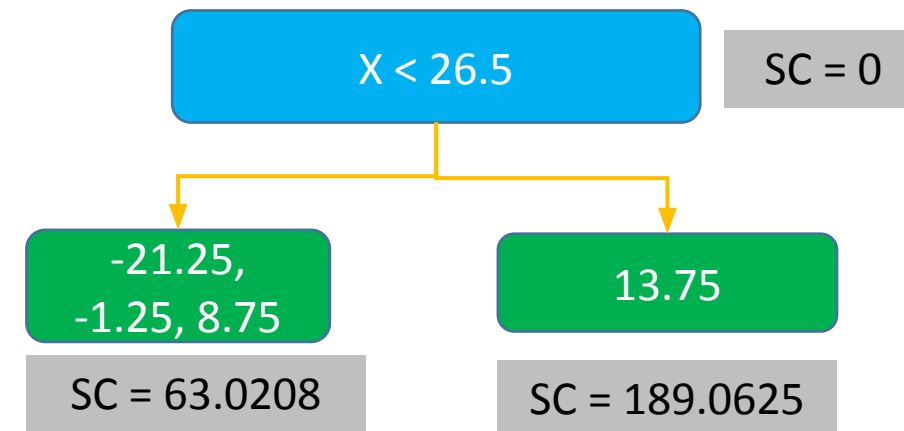 X < 26.5
SC = 0
-21.25,
-1.25, 8.75
13.75
SC = 63.0208
SC = 189.0625